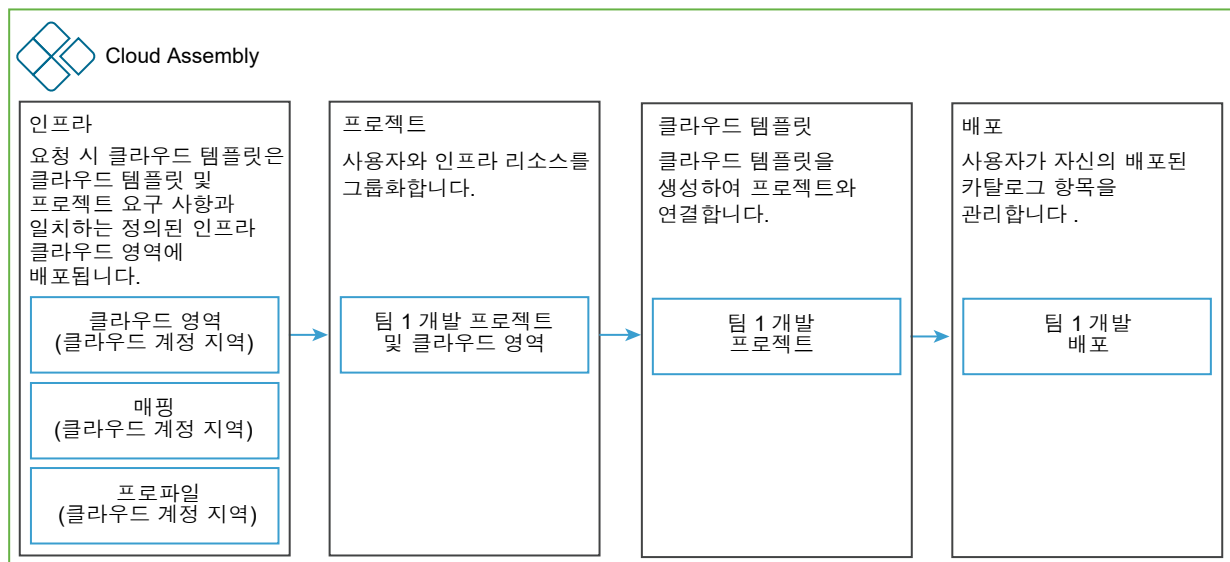 Cloud Assembly
인프라
요청 시 클라우드 템플릿은
클라우드 템플릿 및
프로젝트 요구 사항과
일치하는 정의된 인프라
클라우드 영역에
배포됩니다.
클라우드 영역
(클라우드 계정 지역)
매핑
(클라우드 계정 지역)
프로파일
(클라우드 계정 지역)
프로젝트
사용자와 인프라 리소스를
그룹화합니다.
팀 1 개발 프로젝트
및 클라우드 영역
클라우드 템플릿
클라우드 템플릿을
생성하여 프로젝트와
연결합니다.
팀 1 개발
프로젝트
배포
사용자가 자신의 배포된
카탈로그 항목을
관리합니다 .
팀 1 개발
배포